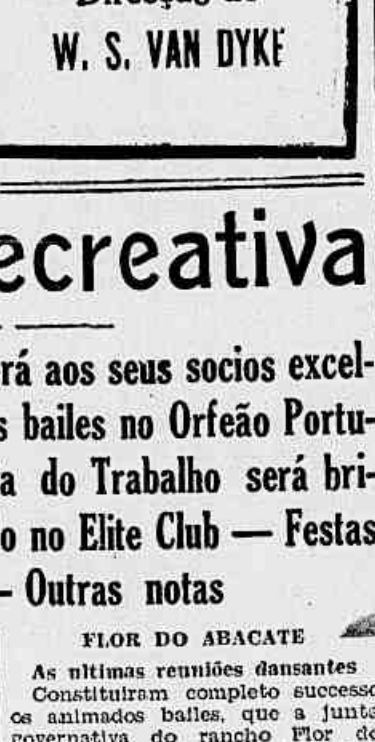 Direcção de
W. S. VAN DYKE
ecreativa
rá aos seus socios excel-
s bailes no Orfeão Portu-
a do Trabalho será bri-
o no Elite Club — Festas
— Outras notas
FLOR DO ABACATE
As ultimas reuniões dansantes
Constituiram completo successo
os animados bailes, que a junta
governativa do rancho Flor do